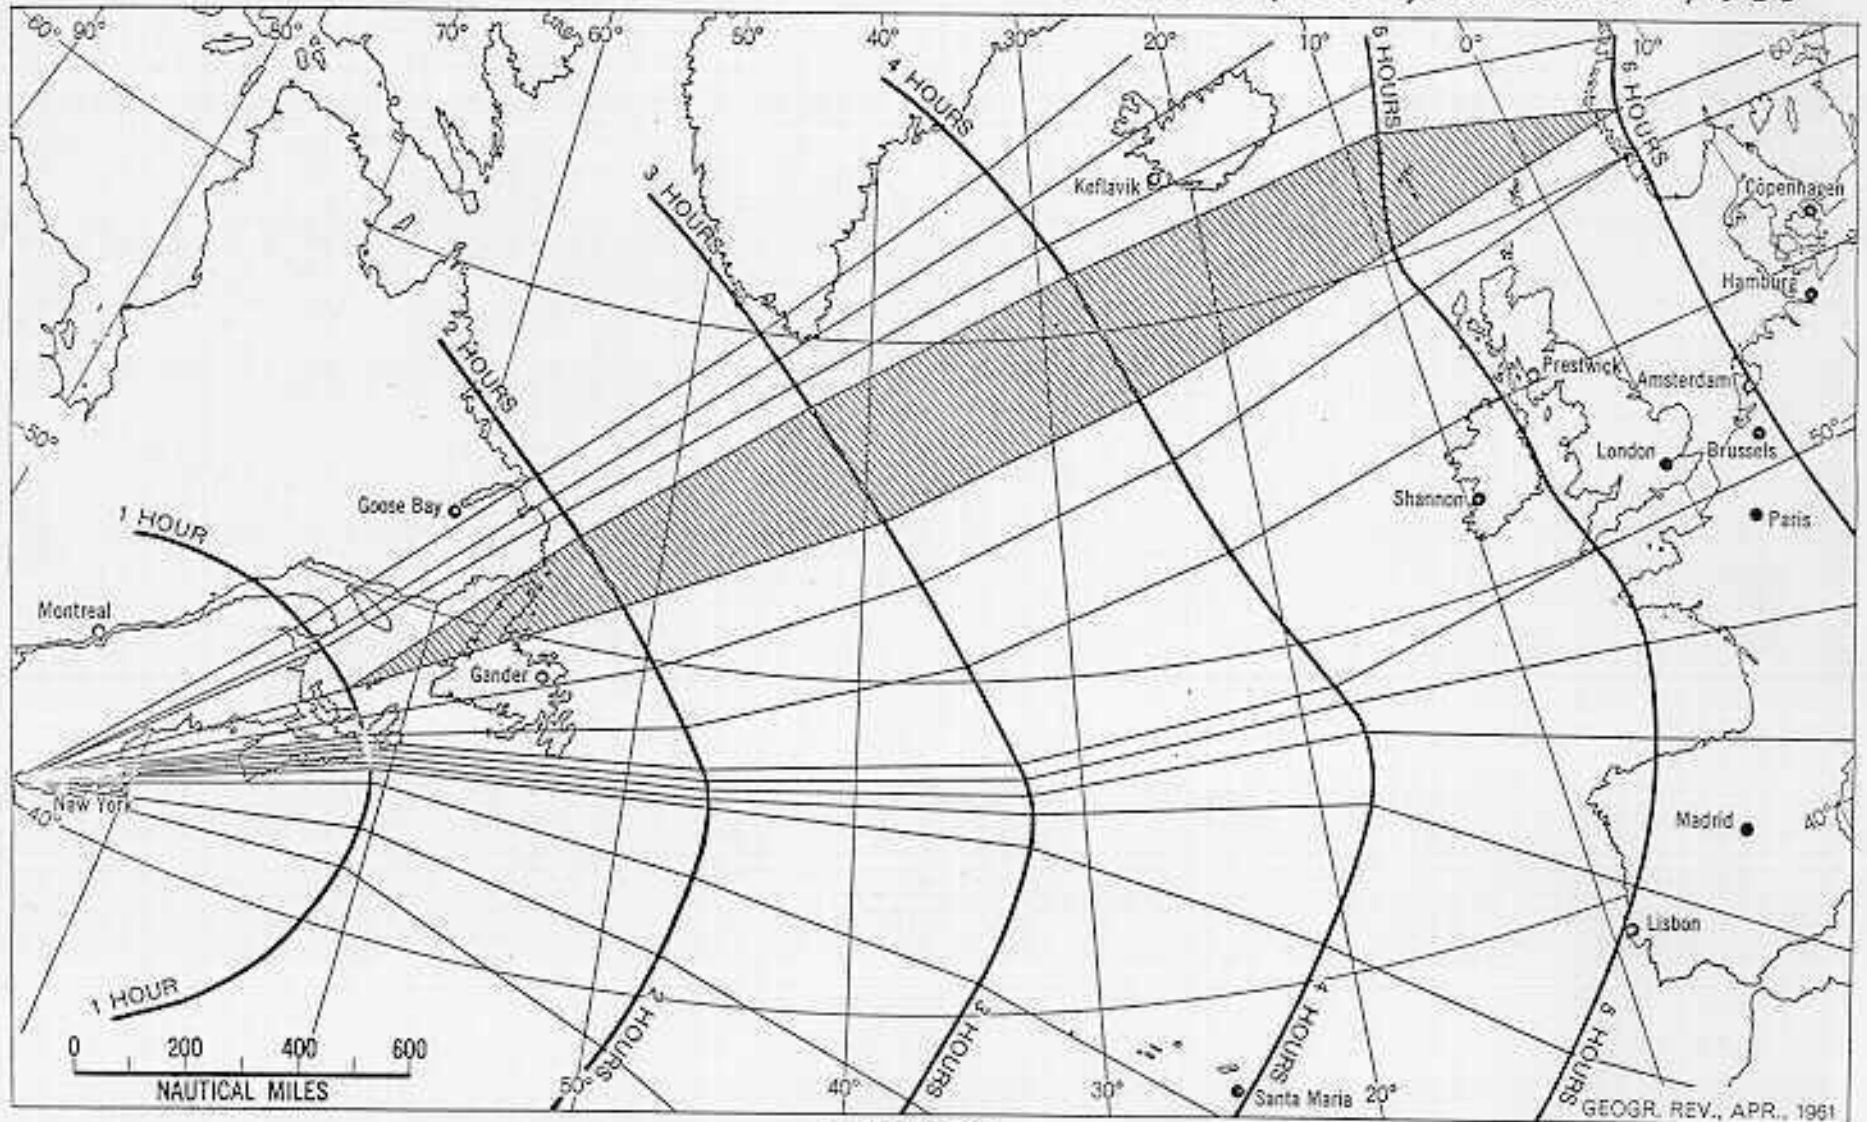 60° 90° 80° 70° 60° 50° 40° 30° 20° 10° 0° 10° 60°
5 HOURS
6 HOURS
4 HOURS
3 HOURS
Keflavik
Copenhagen
Hamburg
2 HOURS
Prestwick
Amsterdam
50°
50°
London
Brussels
Goose Bay
Shannon
1 HOUR
Paris
Montreal
Gander
New York
40°
Madrid
40°
Lisbon
1 HOUR
2 HOURS
3 HOURS
4 HOURS
5 HOURS
0 200 400 600
NAUTICAL MILES
50° 40° 30° 20°
Santa Maria
GEOGR. REV., APR., 1961